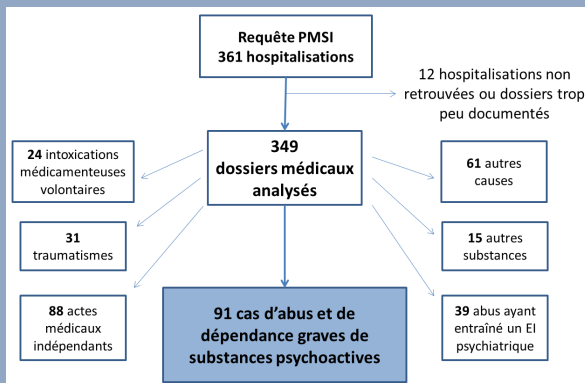 Requête PMSI
361 hospitalisations
12 hospitalisations non
retrouvées ou dossiers trop
peu documentés
349
dossiers médicaux
analysés
24 intoxications
médicamenteuses
volontaires
61 autres
causes
31
traumatismes
15 autres
substances
88 actes
médicaux
indépendants
91 cas d’abus et de
dépendance graves de
substances psychoactives
39 abus ayant
entraîné un EI
psychiatrique